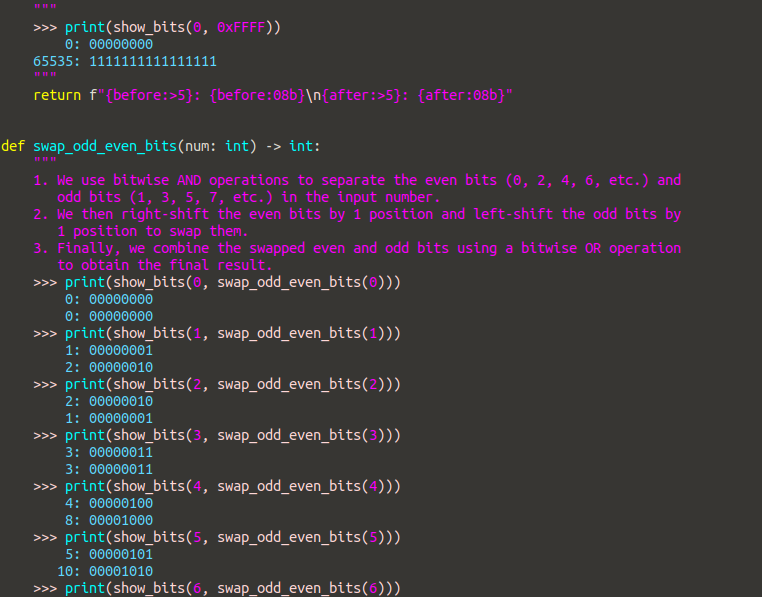 """
    >>> print(show_bits(0, 0xFFFF))
        0: 00000000
    65535: 1111111111111111
    """
    return f"{before:>5}: {before:08b}\n{after:>5}: {after:08b}"
def swap_odd_even_bits(num: int) -> int:
    """
    1. We use bitwise AND operations to separate the even bits (0, 2, 4, 6, etc.) and
       odd bits (1, 3, 5, 7, etc.) in the input number.
    2. We then right-shift the even bits by 1 position and left-shift the odd bits by
       1 position to swap them.
    3. Finally, we combine the swapped even and odd bits using a bitwise OR operation
       to obtain the final result.
    >>> print(show_bits(0, swap_odd_even_bits(0)))
        0: 00000000
        0: 00000000
    >>> print(show_bits(1, swap_odd_even_bits(1)))
        1: 00000001
        2: 00000010
    >>> print(show_bits(2, swap_odd_even_bits(2)))
        2: 00000010
        1: 00000001
    >>> print(show_bits(3, swap_odd_even_bits(3)))
        3: 00000011
        3: 00000011
    >>> print(show_bits(4, swap_odd_even_bits(4)))
        4: 00000100
        8: 00001000
    >>> print(show_bits(5, swap_odd_even_bits(5)))
        5: 00000101
       10: 00001010
    >>> print(show_bits(6, swap_odd_even_bits(6)))